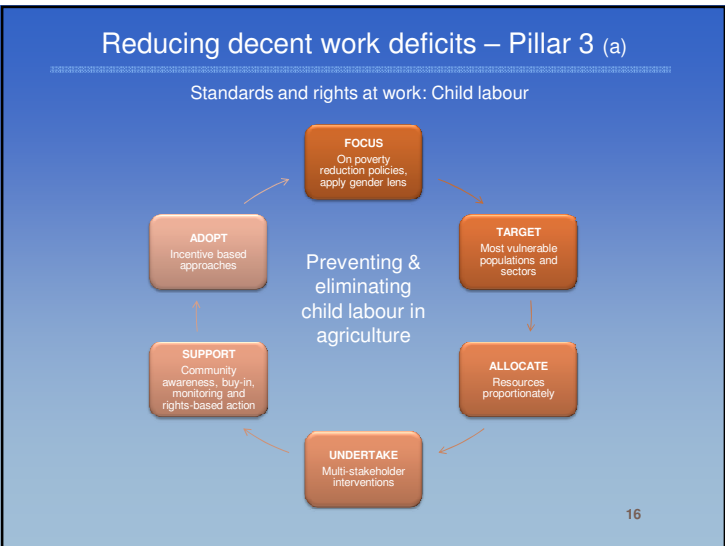 Reducing decent work deficits – Pillar 3 (a)
Standards and rights at work: Child labour
FOCUS
On poverty
reduction policies,
apply gender lens
TARGET
Most vulnerable
populations and
sectors
ALLOCATE
Resources
proportionately
UNDERTAKE
Multi-stakeholder
interventions
SUPPORT
Community
awareness, buy-in,
monitoring and
rights-based action
ADOPT
Incentive based
approaches
Preventing &
eliminating
child labour in
agriculture
16